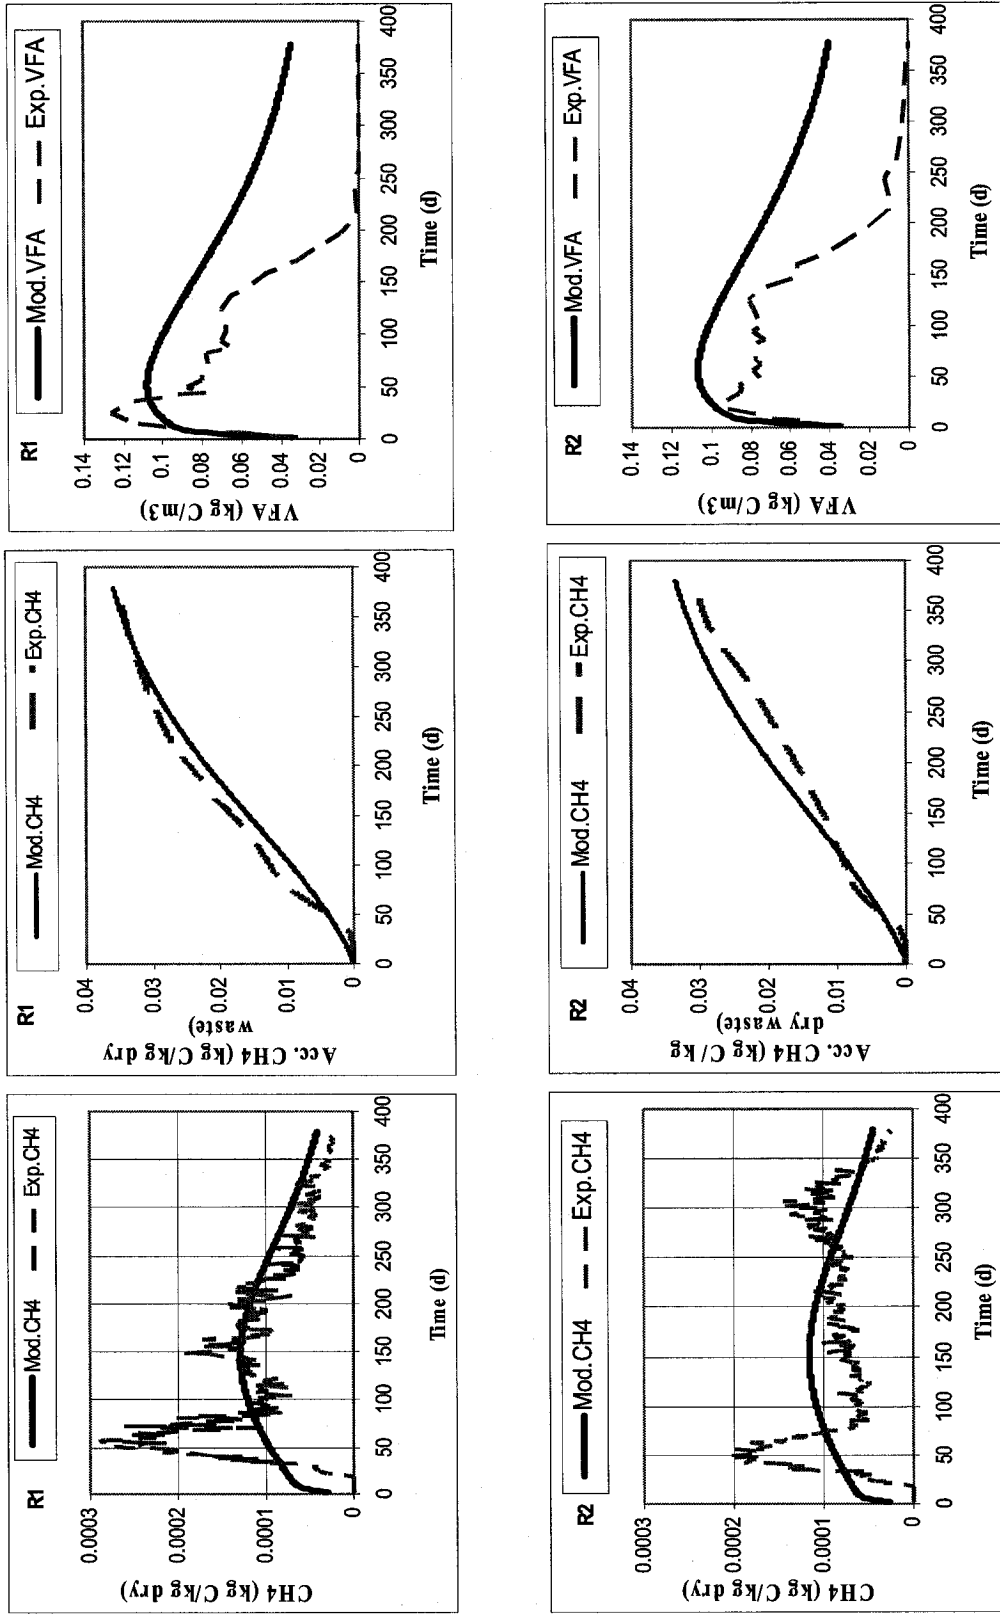 R1
Mod.CH4
Exp.CH4
CH4 (kg C/kg dry)
0.0003
0.0002
0.0001
0
0 50 100 150 200 250 300 350 400
Time (d)
R1
Mod.CH4
Exp.CH4
Acc. CH4 (kg C/kg dry
waste)
0.04
0.03
0.02
0.01
0
0 50 100 150 200 250 300 350 400
Time (d)
R1
Mod.VFA
Exp.VFA
VFA (kg C/m3)
0.14
0.12
0.1
0.08
0.06
0.04
0.02
0
0 50 100 150 200 250 300 350 400
Time (d)
R2
Mod.CH4
Exp.CH4
CH4 (kg C/kg dry)
0.0003
0.0002
0.0001
0
0 50 100 150 200 250 300 350 400
Time (d)
R2
Mod.CH4
Exp.CH4
Acc. CH4 (kg C/ kg
dry waste)
0.04
0.03
0.02
0.01
0
0 50 100 150 200 250 300 350 400
Time (d)
R2
Mod.VFA
Exp.VFA
VFA (kg C/m3)
0.14
0.12
0.1
0.08
0.06
0.04
0.02
0
0 50 100 150 200 250 300 350 400
Time (d)